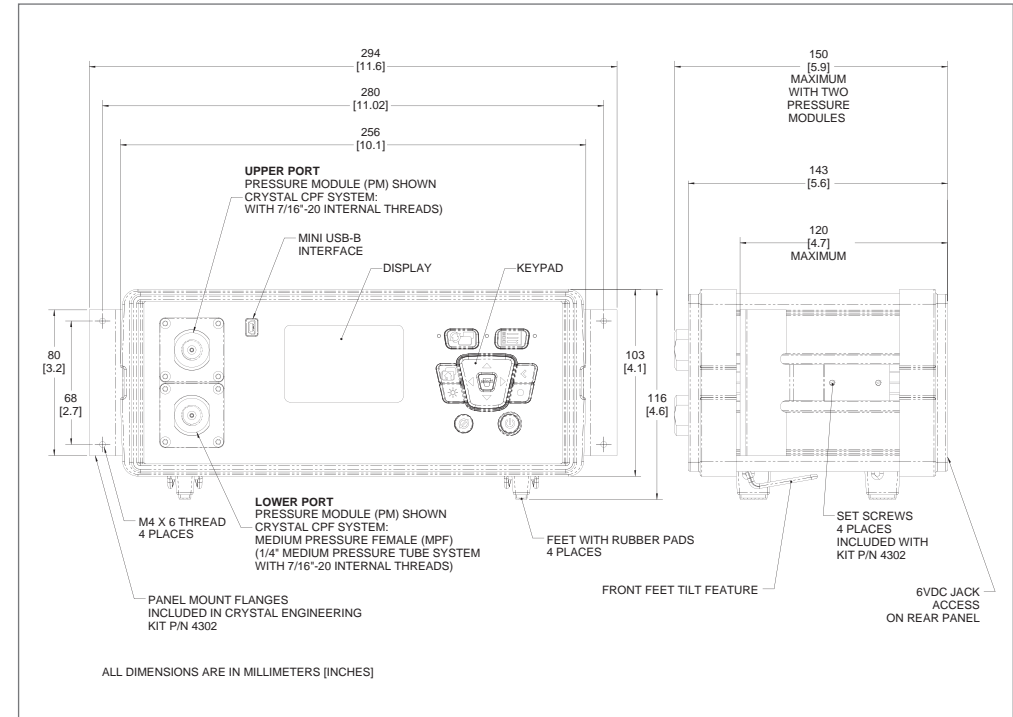 294
[11.6]
280
[11.02]
256
[10.1]
150
[5.9]
MAXIMUM
WITH TWO
PRESSURE
MODULES
143
[5.6]
120
[4.7]
MAXIMUM
UPPER PORT
PRESSURE MODULE (PM) SHOWN
CRYSTAL CPF SYSTEM:
WITH 7/16"-20 INTERNAL THREADS)
MINI USB-B
INTERFACE
DISPLAY
KEYPAD
80
[3.2]
68
[2.7]
103
[4.1]
116
[4.6]
M4 X 6 THREAD
4 PLACES
LOWER PORT
PRESSURE MODULE (PM) SHOWN
CRYSTAL CPF SYSTEM:
MEDIUM PRESSURE FEMALE (MPF)
(1/4" MEDIUM PRESSURE TUBE SYSTEM
WITH 7/16"-20 INTERNAL THREADS)
FEET WITH RUBBER PADS
4 PLACES
SET SCREWS
4 PLACES
INCLUDED WITH
KIT P/N 4302
FRONT FEET TILT FEATURE
6VDC JACK
ACCESS
ON REAR PANEL
PANEL MOUNT FLANGES
INCLUDED IN CRYSTAL ENGINEERING
KIT P/N 4302
ALL DIMENSIONS ARE IN MILLIMETERS [INCHES]